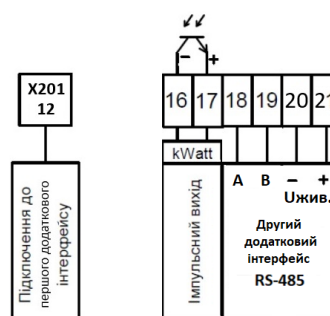 X201
12
Підключення до
першого додаткового
інтерфейсу
− +
16 17 18 19 20 21
kWatt
Імпульсний вихід
A B − +
Uжив.
Другий
додатковий
інтерфейс
RS-485